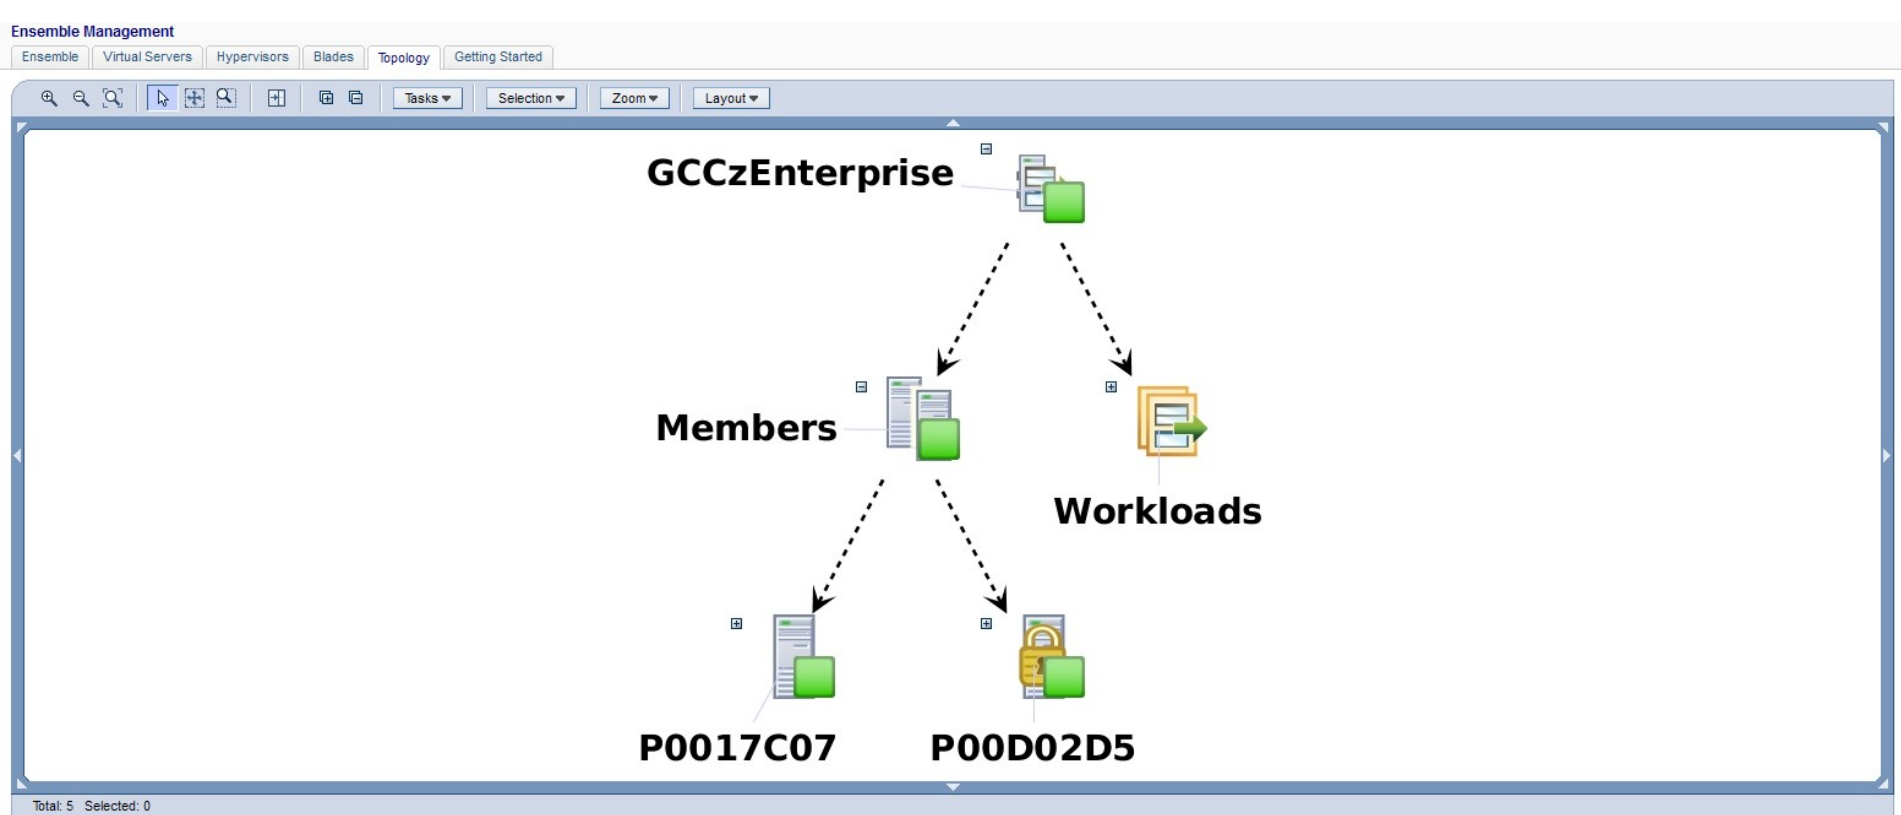 Ensemble Management
Ensemble Virtual Servers Hypervisors Blades Topology Getting Started
Tasks Selection Zoom Layout
GCCzEnterprise
Members
Workloads
P0017C07 P00D02D5
Total: 5 Selected: 0